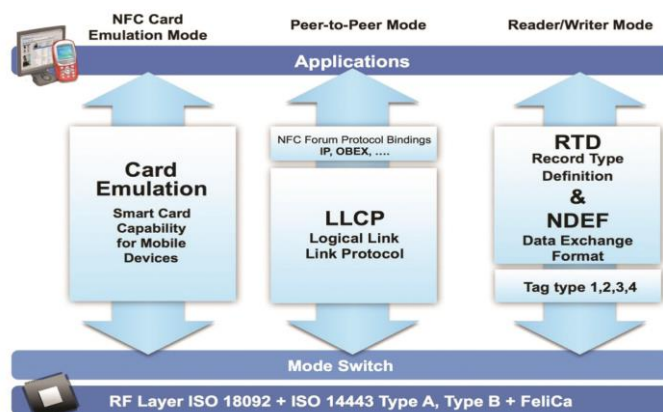 NFC Card
Emulation Mode
Peer-to-Peer Mode
Reader/Writer Mode
Applications
Card
Emulation
Smart Card
Capability
for Mobile
Devices
NFC Forum Protocol Bindings
IP, OBEX, ....
LLCP
Logical Link
Link Protocol
RTD
Record Type
Definition
&
NDEF
Data Exchange
Format
Tag type 1,2,3,4
Mode Switch
RF Layer ISO 18092 + ISO 14443 Type A, Type B + FeliCa